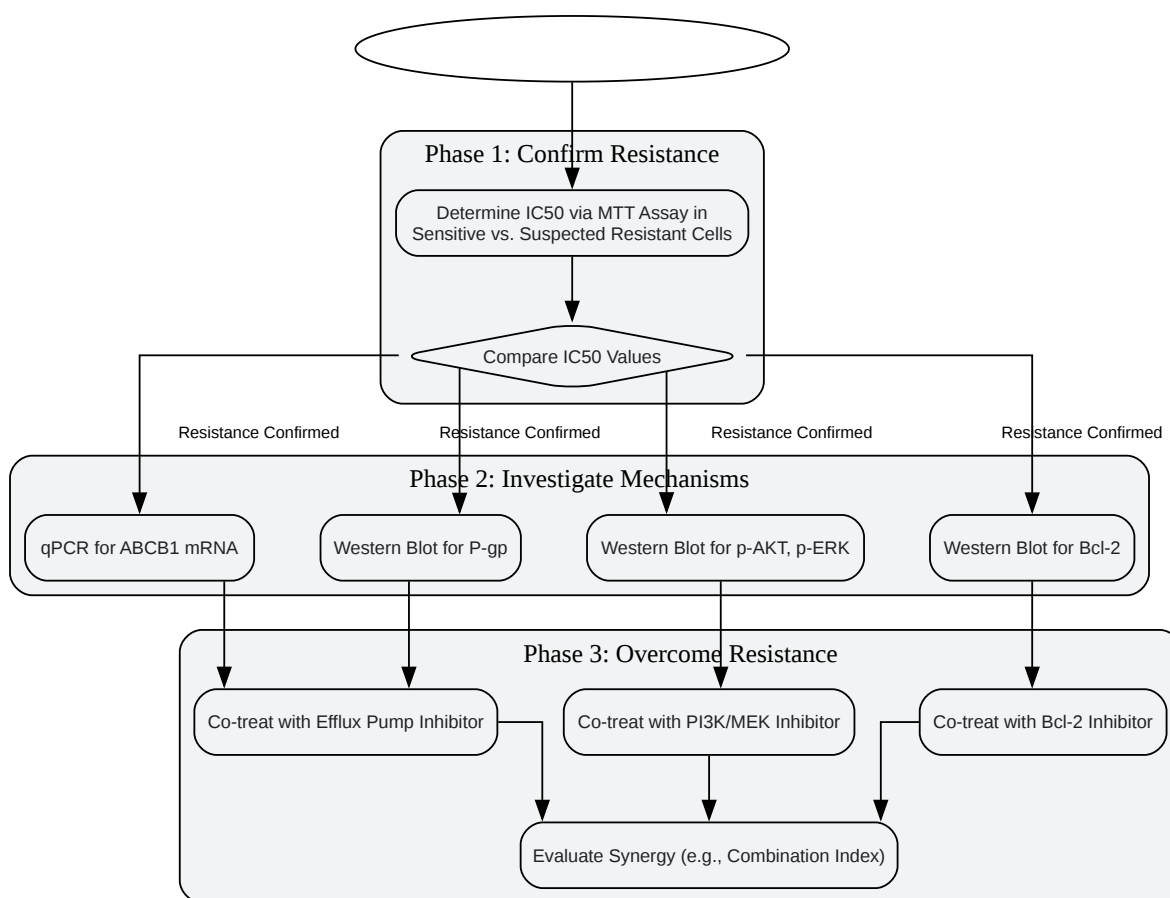 Phase 1: Confirm Resistance
Determine IC50 via MTT Assay in
Sensitive vs. Suspected Resistant Cells
Compare IC50 Values
Resistance Confirmed
Resistance Confirmed
Resistance Confirmed
Resistance Confirmed
Phase 2: Investigate Mechanisms
qPCR for ABCB1 mRNA
Western Blot for P-gp
Western Blot for p-AKT, p-ERK
Western Blot for Bcl-2
Phase 3: Overcome Resistance
Co-treat with Efflux Pump Inhibitor
Co-treat with PI3K/MEK Inhibitor
Co-treat with Bcl-2 Inhibitor
Evaluate Synergy (e.g., Combination Index)